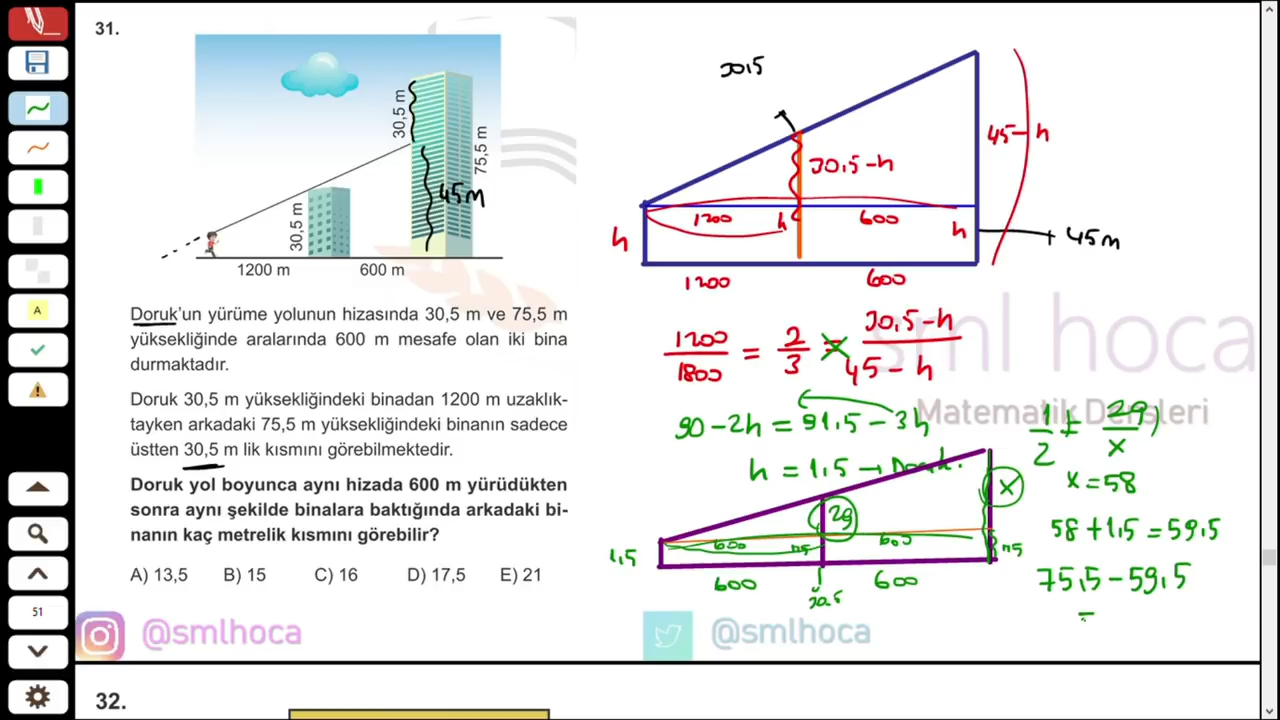 31.
30,5 m
75,5 m
45m
30,5 m
1200 m 600 m
Doruk'un yürüme yolunun hizasında 30,5 m ve 75,5 m
yüksekliğinde aralarında 600 m mesafe olan iki bina
durmaktadır.
Doruk 30,5 m yüksekliğindeki binadan 1200 m uzaklık-
tayken arkadaki 75,5 m yüksekliğindeki binanın sadece
üstten 30,5 m lik kısmını görebilmektedir.
Doruk yol boyunca aynı hizada 600 m yürüdükten
sonra aynı şekilde binalara baktığında arkadaki bi-
nanın kaç metrelik kısmını görebilir?
A) 13,5 B) 15 C) 16 D) 17,5 E) 21
@smlhoca
30,5
45-h
30,5-h
1200 h 600 h
h
45m
1200 600
1200/1800 = 2/3 = 30,5-h/45-h
sml hoca
Matematik Dersleri
90-2h = 91,5-3h
h = 1,5 → Doruk.
1/2 = 29/x
x = 58
58+1,5 = 59,5
75,5-59,5
=
x
29
600 600
1,5
600 600
30,5
@smlhoca
32.
A
51